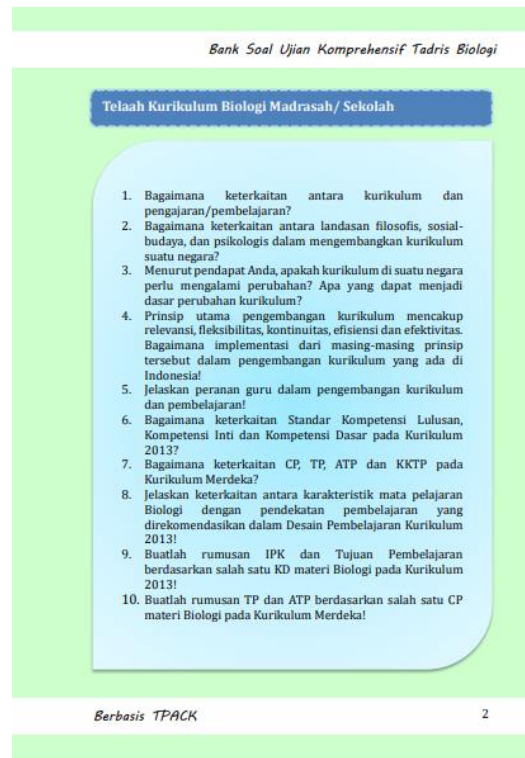 Bank Soal Ujian Komprehensif Tadris Biologi
Telaah Kurikulum Biologi Madrasah/ Sekolah
1. Bagaimana keterkaitan antara kurikulum dan
pengajaran/pembelajaran?
2. Bagaimana keterkaitan antara landasan filosofis, sosial-
budaya, dan psikologis dalam mengembangkan kurikulum
suatu negara?
3. Menurut pendapat Anda, apakah kurikulum di suatu negara
perlu mengalami perubahan? Apa yang dapat menjadi
dasar perubahan kurikulum?
4. Prinsip utama pengembangan kurikulum mencakup
relevansi, fleksibilitas, kontinuitas, efisiensi dan efektivitas.
Bagaimana implementasi dari masing-masing prinsip
tersebut dalam pengembangan kurikulum yang ada di
Indonesia!
5. Jelaskan peranan guru dalam pengembangan kurikulum
dan pembelajaran!
6. Bagaimana keterkaitan Standar Kompetensi Lulusan,
Kompetensi Inti dan Kompetensi Dasar pada Kurikulum
2013?
7. Bagaimana keterkaitan CP, TP, ATP dan KKTP pada
Kurikulum Merdeka?
8. Jelaskan keterkaitan antara karakteristik mata pelajaran
Biologi dengan pendekatan pembelajaran yang
direkomendasikan dalam Desain Pembelajaran Kurikulum
2013!
9. Buatlah rumusan IPK dan Tujuan Pembelajaran
berdasarkan salah satu KD materi Biologi pada Kurikulum
2013!
10. Buatlah rumusan TP dan ATP berdasarkan salah satu CP
materi Biologi pada Kurikulum Merdeka!
Berbasis TPACK 2